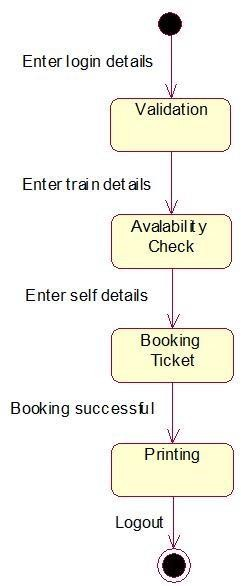 Enter login details
Validation
Enter train details
Avalability
Check
Enter self details
Booking
Ticket
Booking successful
Printing
Logout